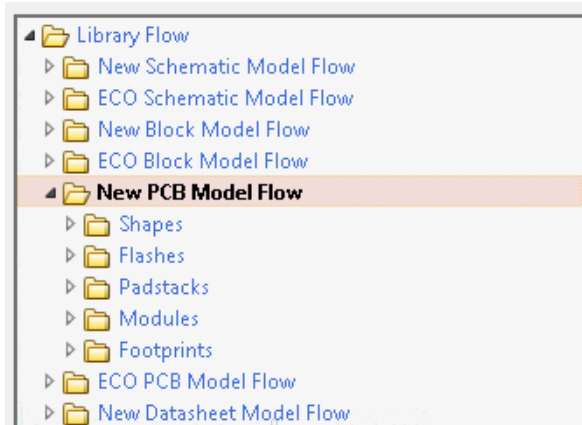 Library Flow
New Schematic Model Flow
ECO Schematic Model Flow
New Block Model Flow
ECO Block Model Flow
New PCB Model Flow
Shapes
Flashes
Padstacks
Modules
Footprints
ECO PCB Model Flow
New Datasheet Model Flow